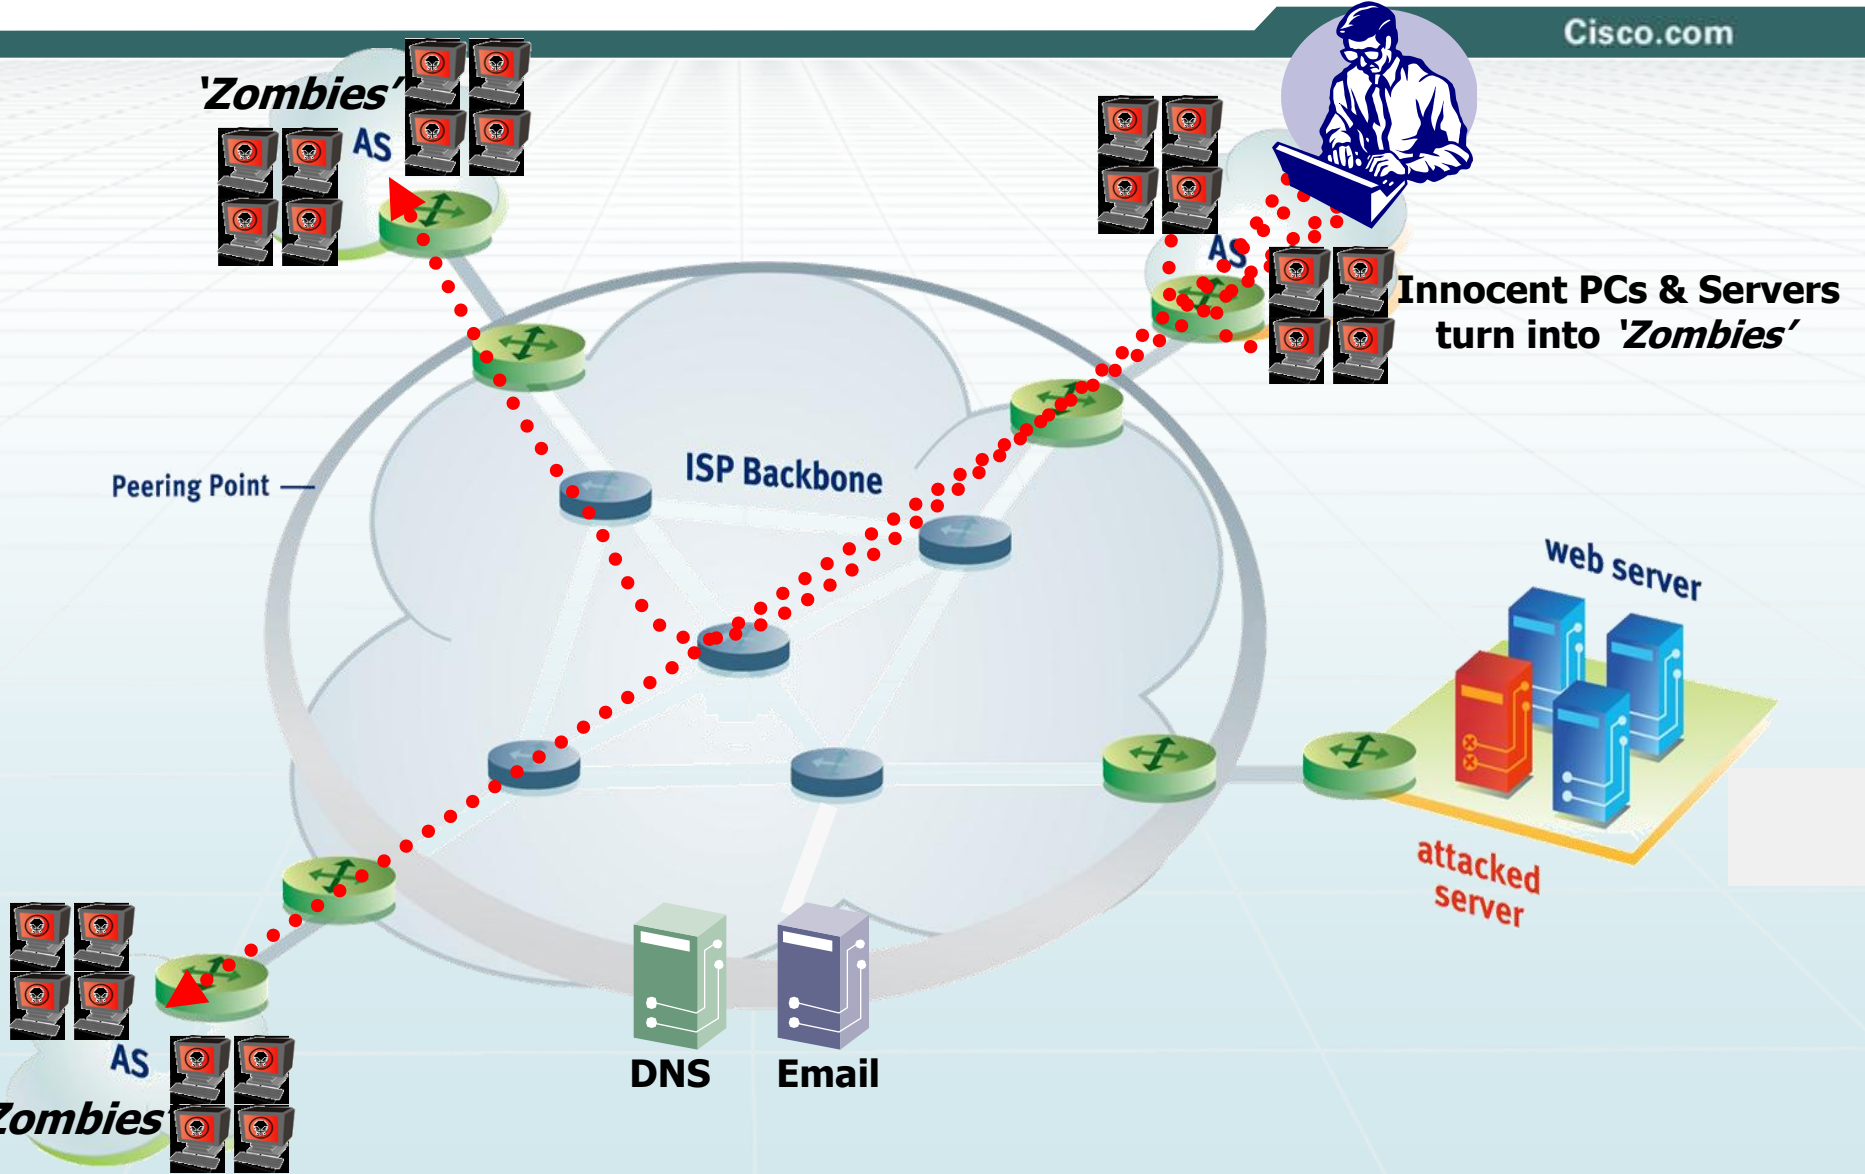 Cisco.com
‘Zombies’
AS
AS
Innocent PCs & Servers
turn into ‘Zombies’
ISP Backbone
Peering Point
web server
attacked
server
AS
Zombies’
DNS
Email